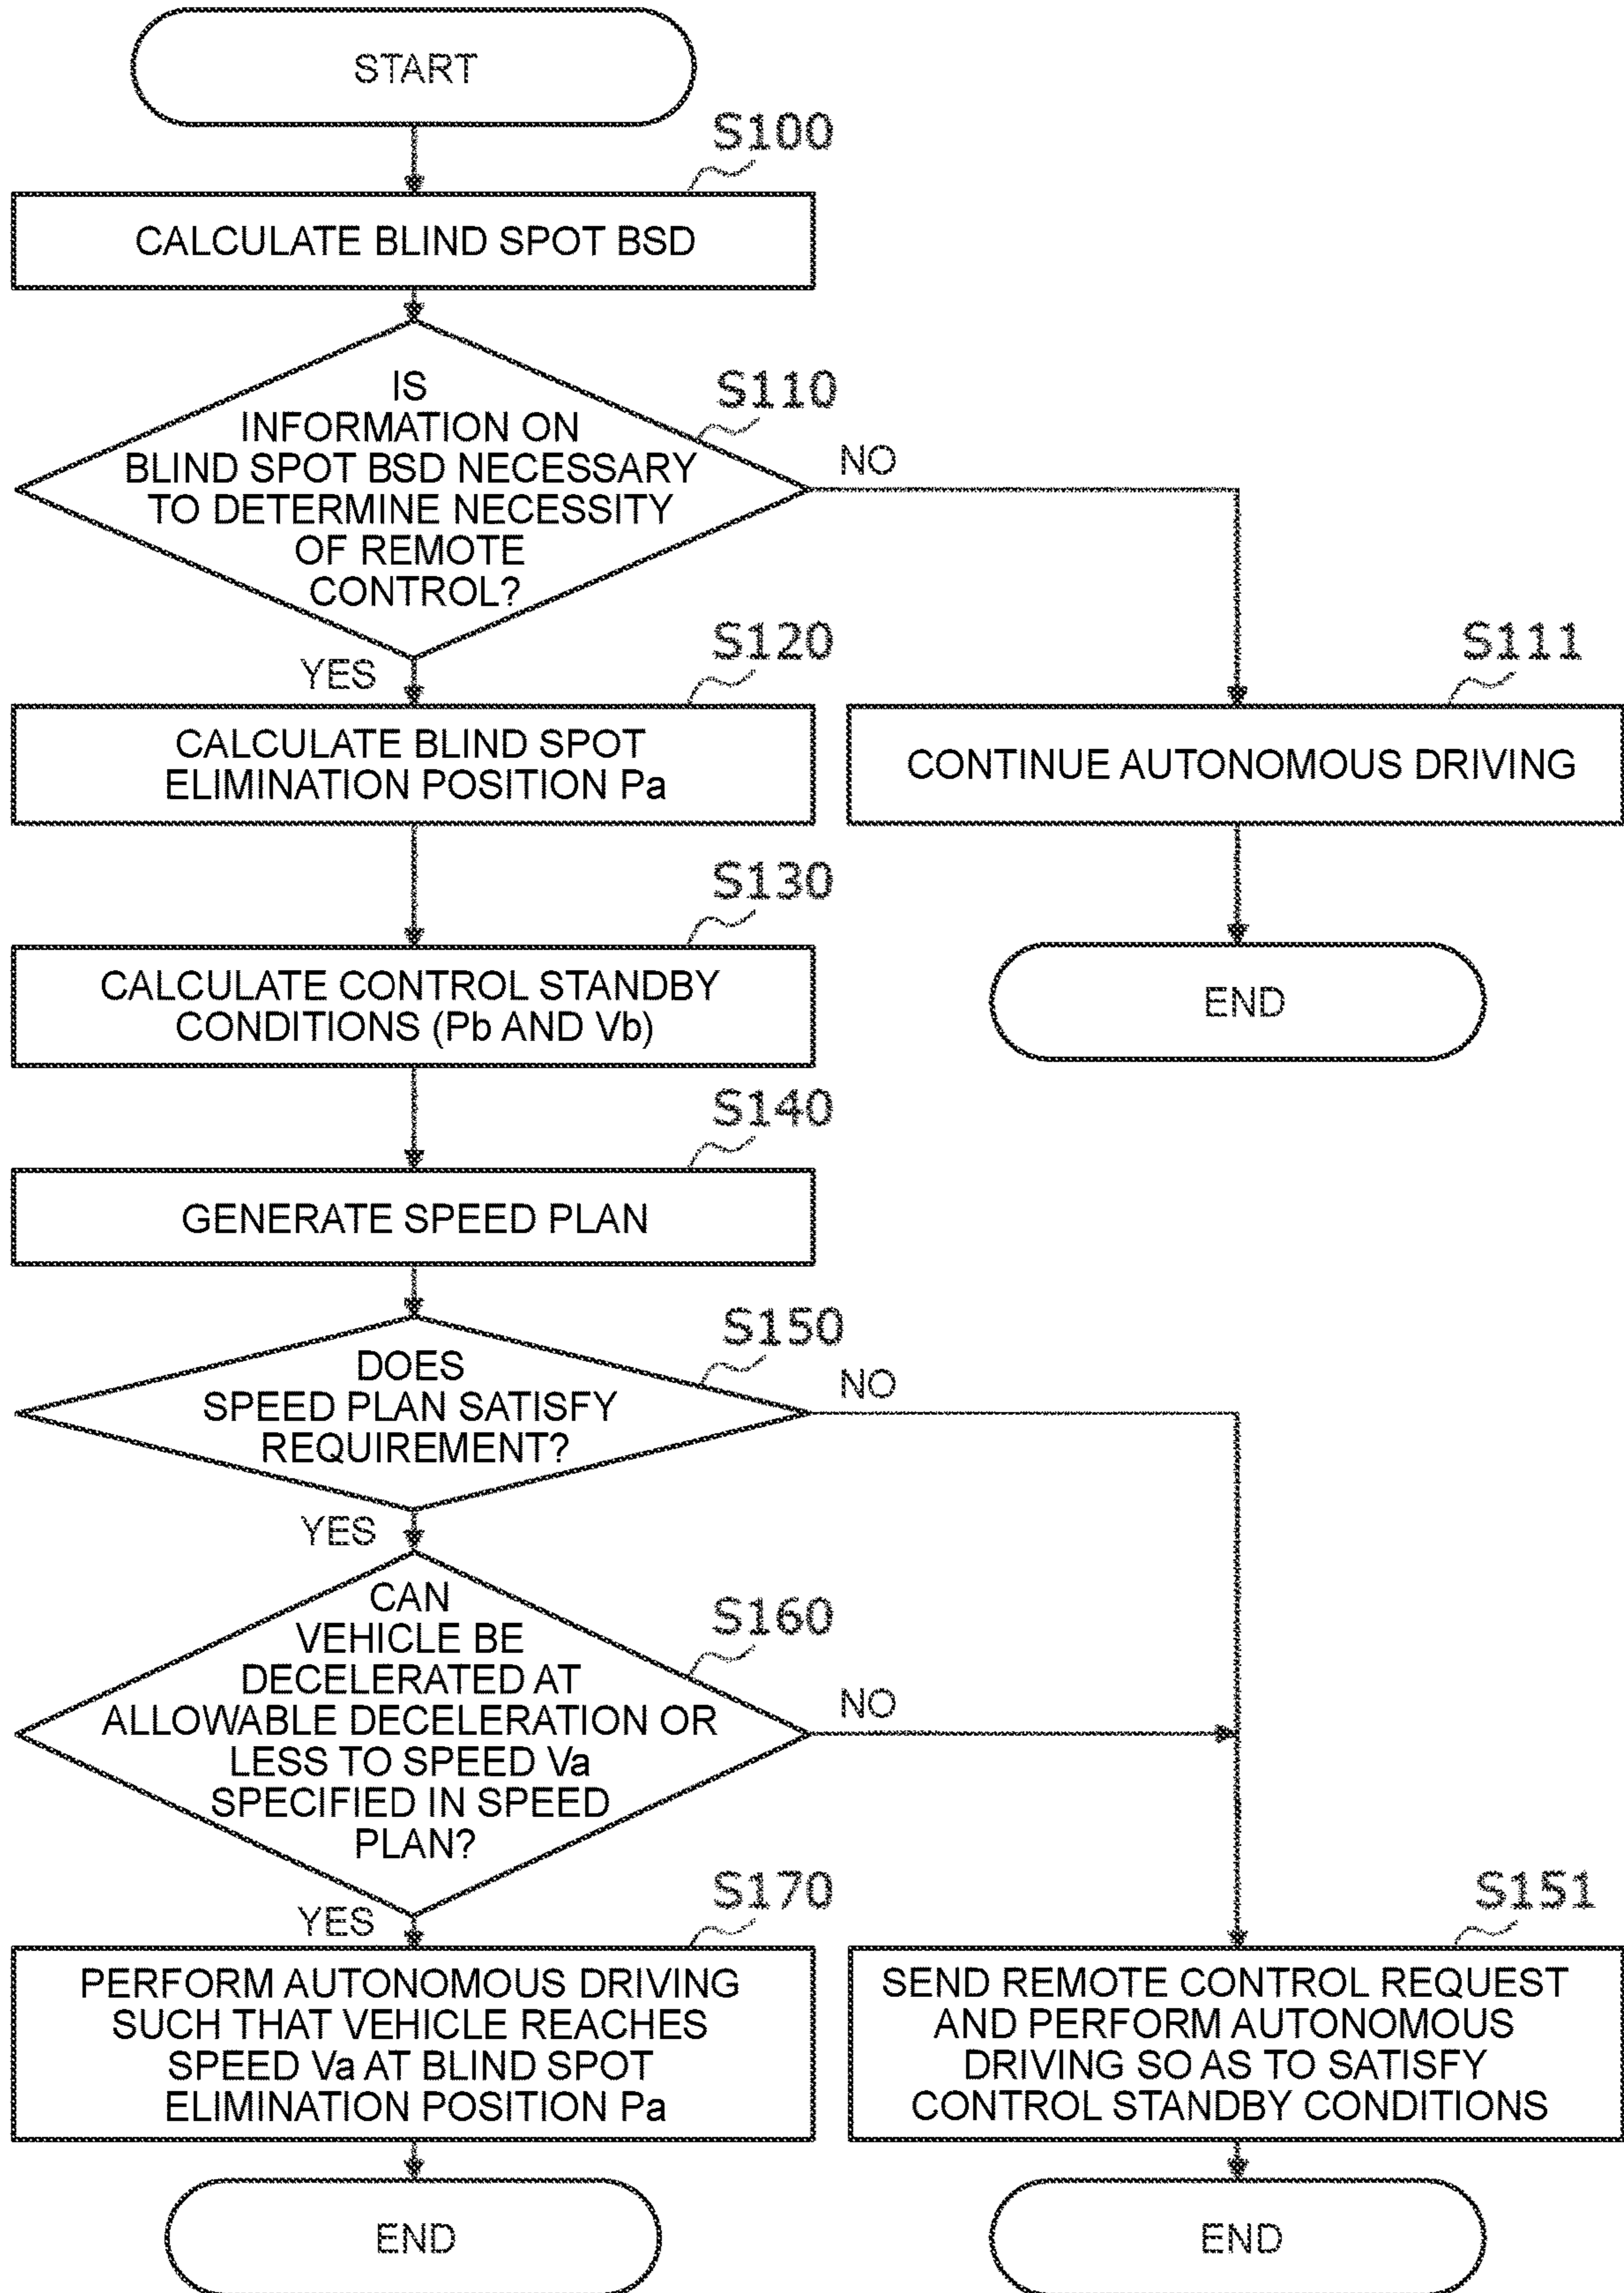 START
S100
CALCULATE BLIND SPOT BSD
S110
IS
INFORMATION ON
BLIND SPOT BSD NECESSARY
TO DETERMINE NECESSITY
OF REMOTE
CONTROL?
NO
YES
S120
CALCULATE BLIND SPOT
ELIMINATION POSITION Pa
S111
CONTINUE AUTONOMOUS DRIVING
END
S130
CALCULATE CONTROL STANDBY
CONDITIONS (Pb AND Vb)
S140
GENERATE SPEED PLAN
S150
DOES
SPEED PLAN SATISFY
REQUIREMENT?
NO
YES
S160
CAN
VEHICLE BE
DECELERATED AT
ALLOWABLE DECELERATION OR
LESS TO SPEED Va
SPECIFIED IN SPEED
PLAN?
NO
YES
S170
PERFORM AUTONOMOUS DRIVING
SUCH THAT VEHICLE REACHES
SPEED Va AT BLIND SPOT
ELIMINATION POSITION Pa
END
S151
SEND REMOTE CONTROL REQUEST
AND PERFORM AUTONOMOUS
DRIVING SO AS TO SATISFY
CONTROL STANDBY CONDITIONS
END